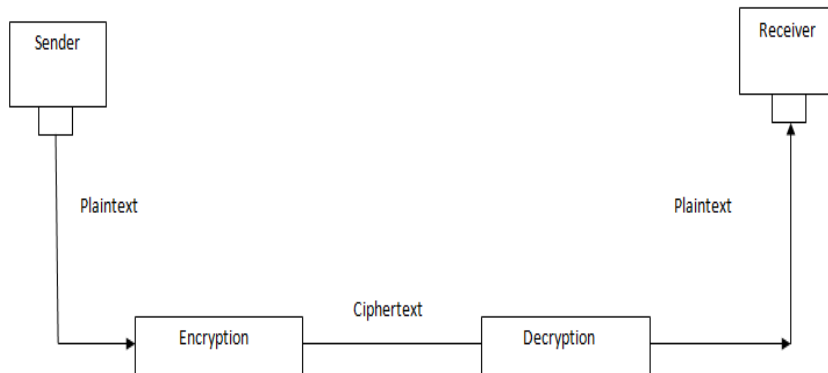 Sender
Receiver
Plaintext
Plaintext
Ciphertext
Encryption
Decryption